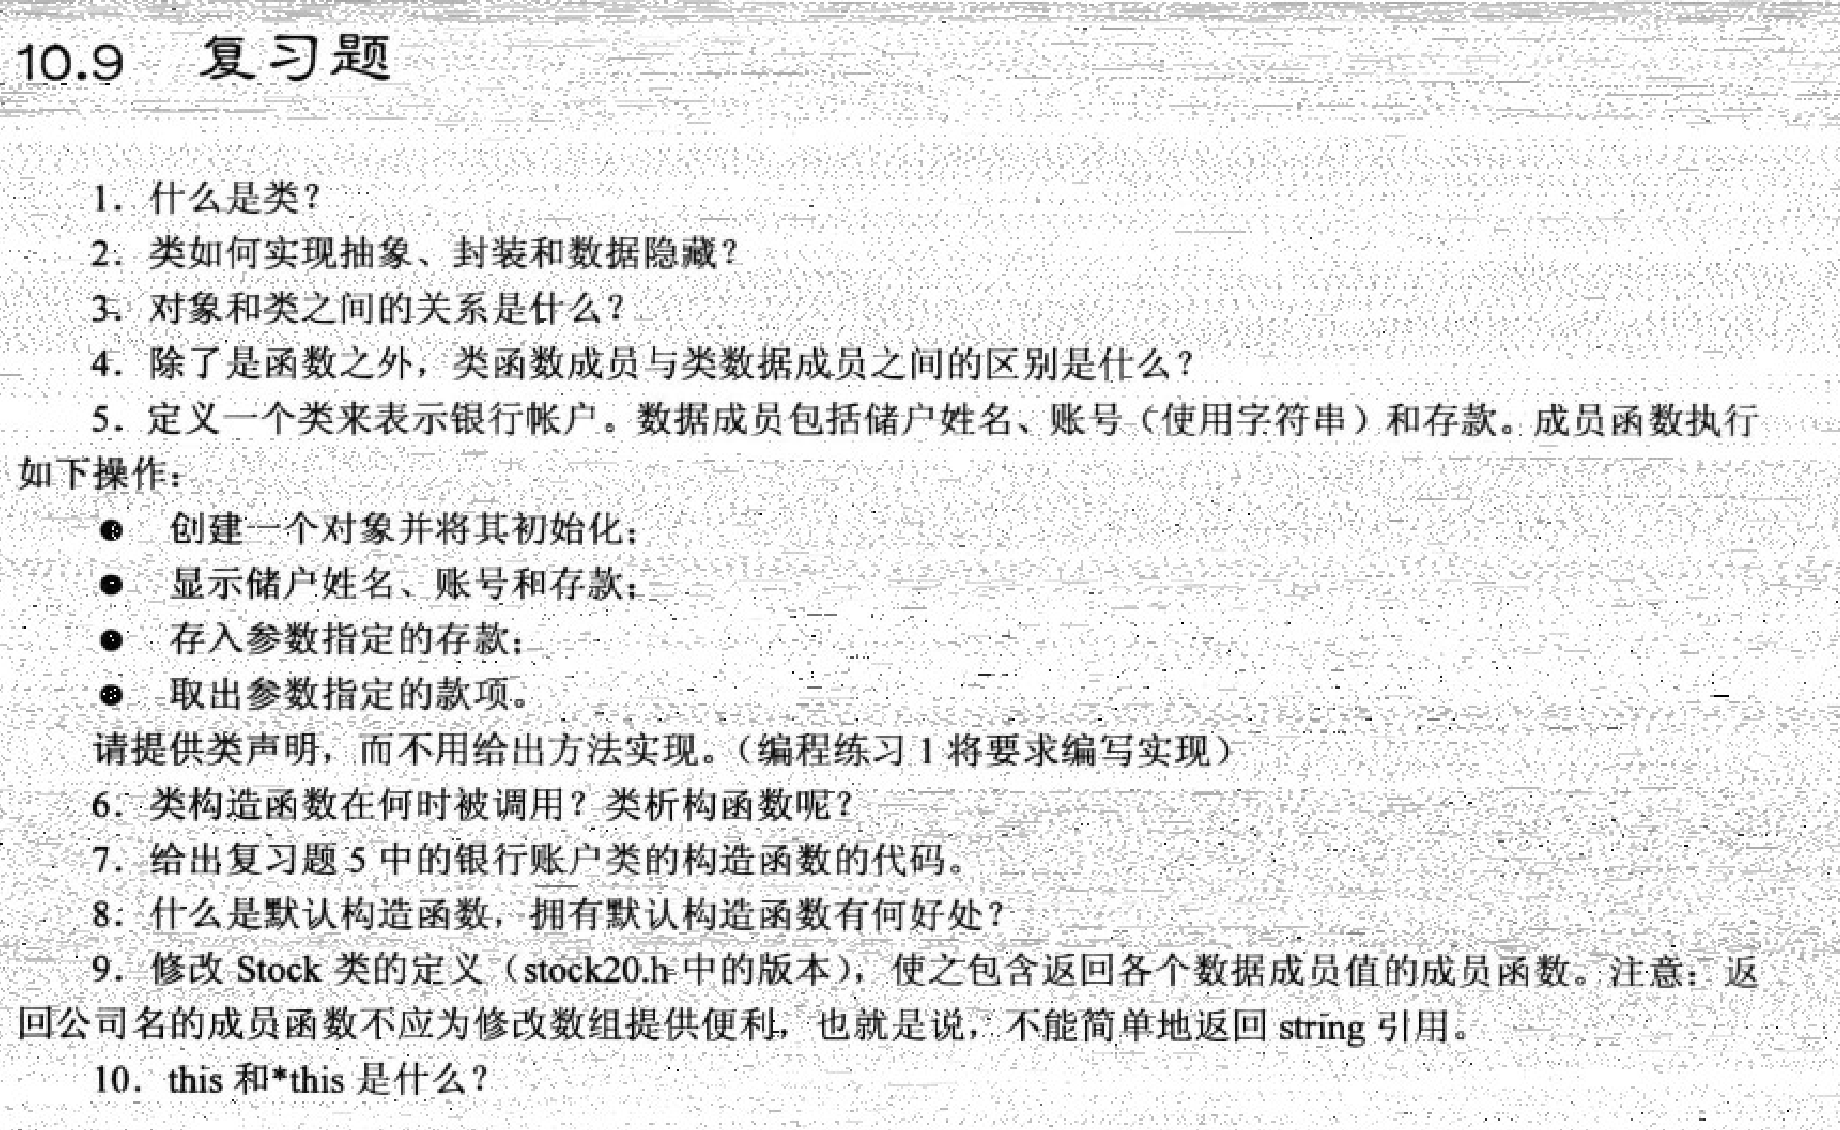 10.9 复习题
1. 什么是类?
2. 类如何实现抽象、封装和数据隐藏?
3. 对象和类之间的关系是什么?
4. 除了是函数之外，类函数成员与类数据成员之间的区别是什么?
5. 定义一个类来表示银行帐户。数据成员包括储户姓名、账号（使用字符串）和存款。成员函数执行
如下操作:
● 创建一个对象并将其初始化;
● 显示储户姓名、账号和存款;
● 存入参数指定的存款;
● 取出参数指定的款项。
请提供类声明，而不用给出方法实现。（编程练习 1 将要求编写实现）
6. 类构造函数在何时被调用? 类析构函数呢?
7. 给出复习题 5 中的银行账户类的构造函数的代码。
8. 什么是默认构造函数，拥有默认构造函数有何好处?
9. 修改 Stock 类的定义（stock20.h 中的版本），使之包含返回各个数据成员值的成员函数。注意: 返
回公司名的成员函数不应为修改数组提供便利，也就是说，不能简单地返回 string 引用。
10. this 和*this 是什么?